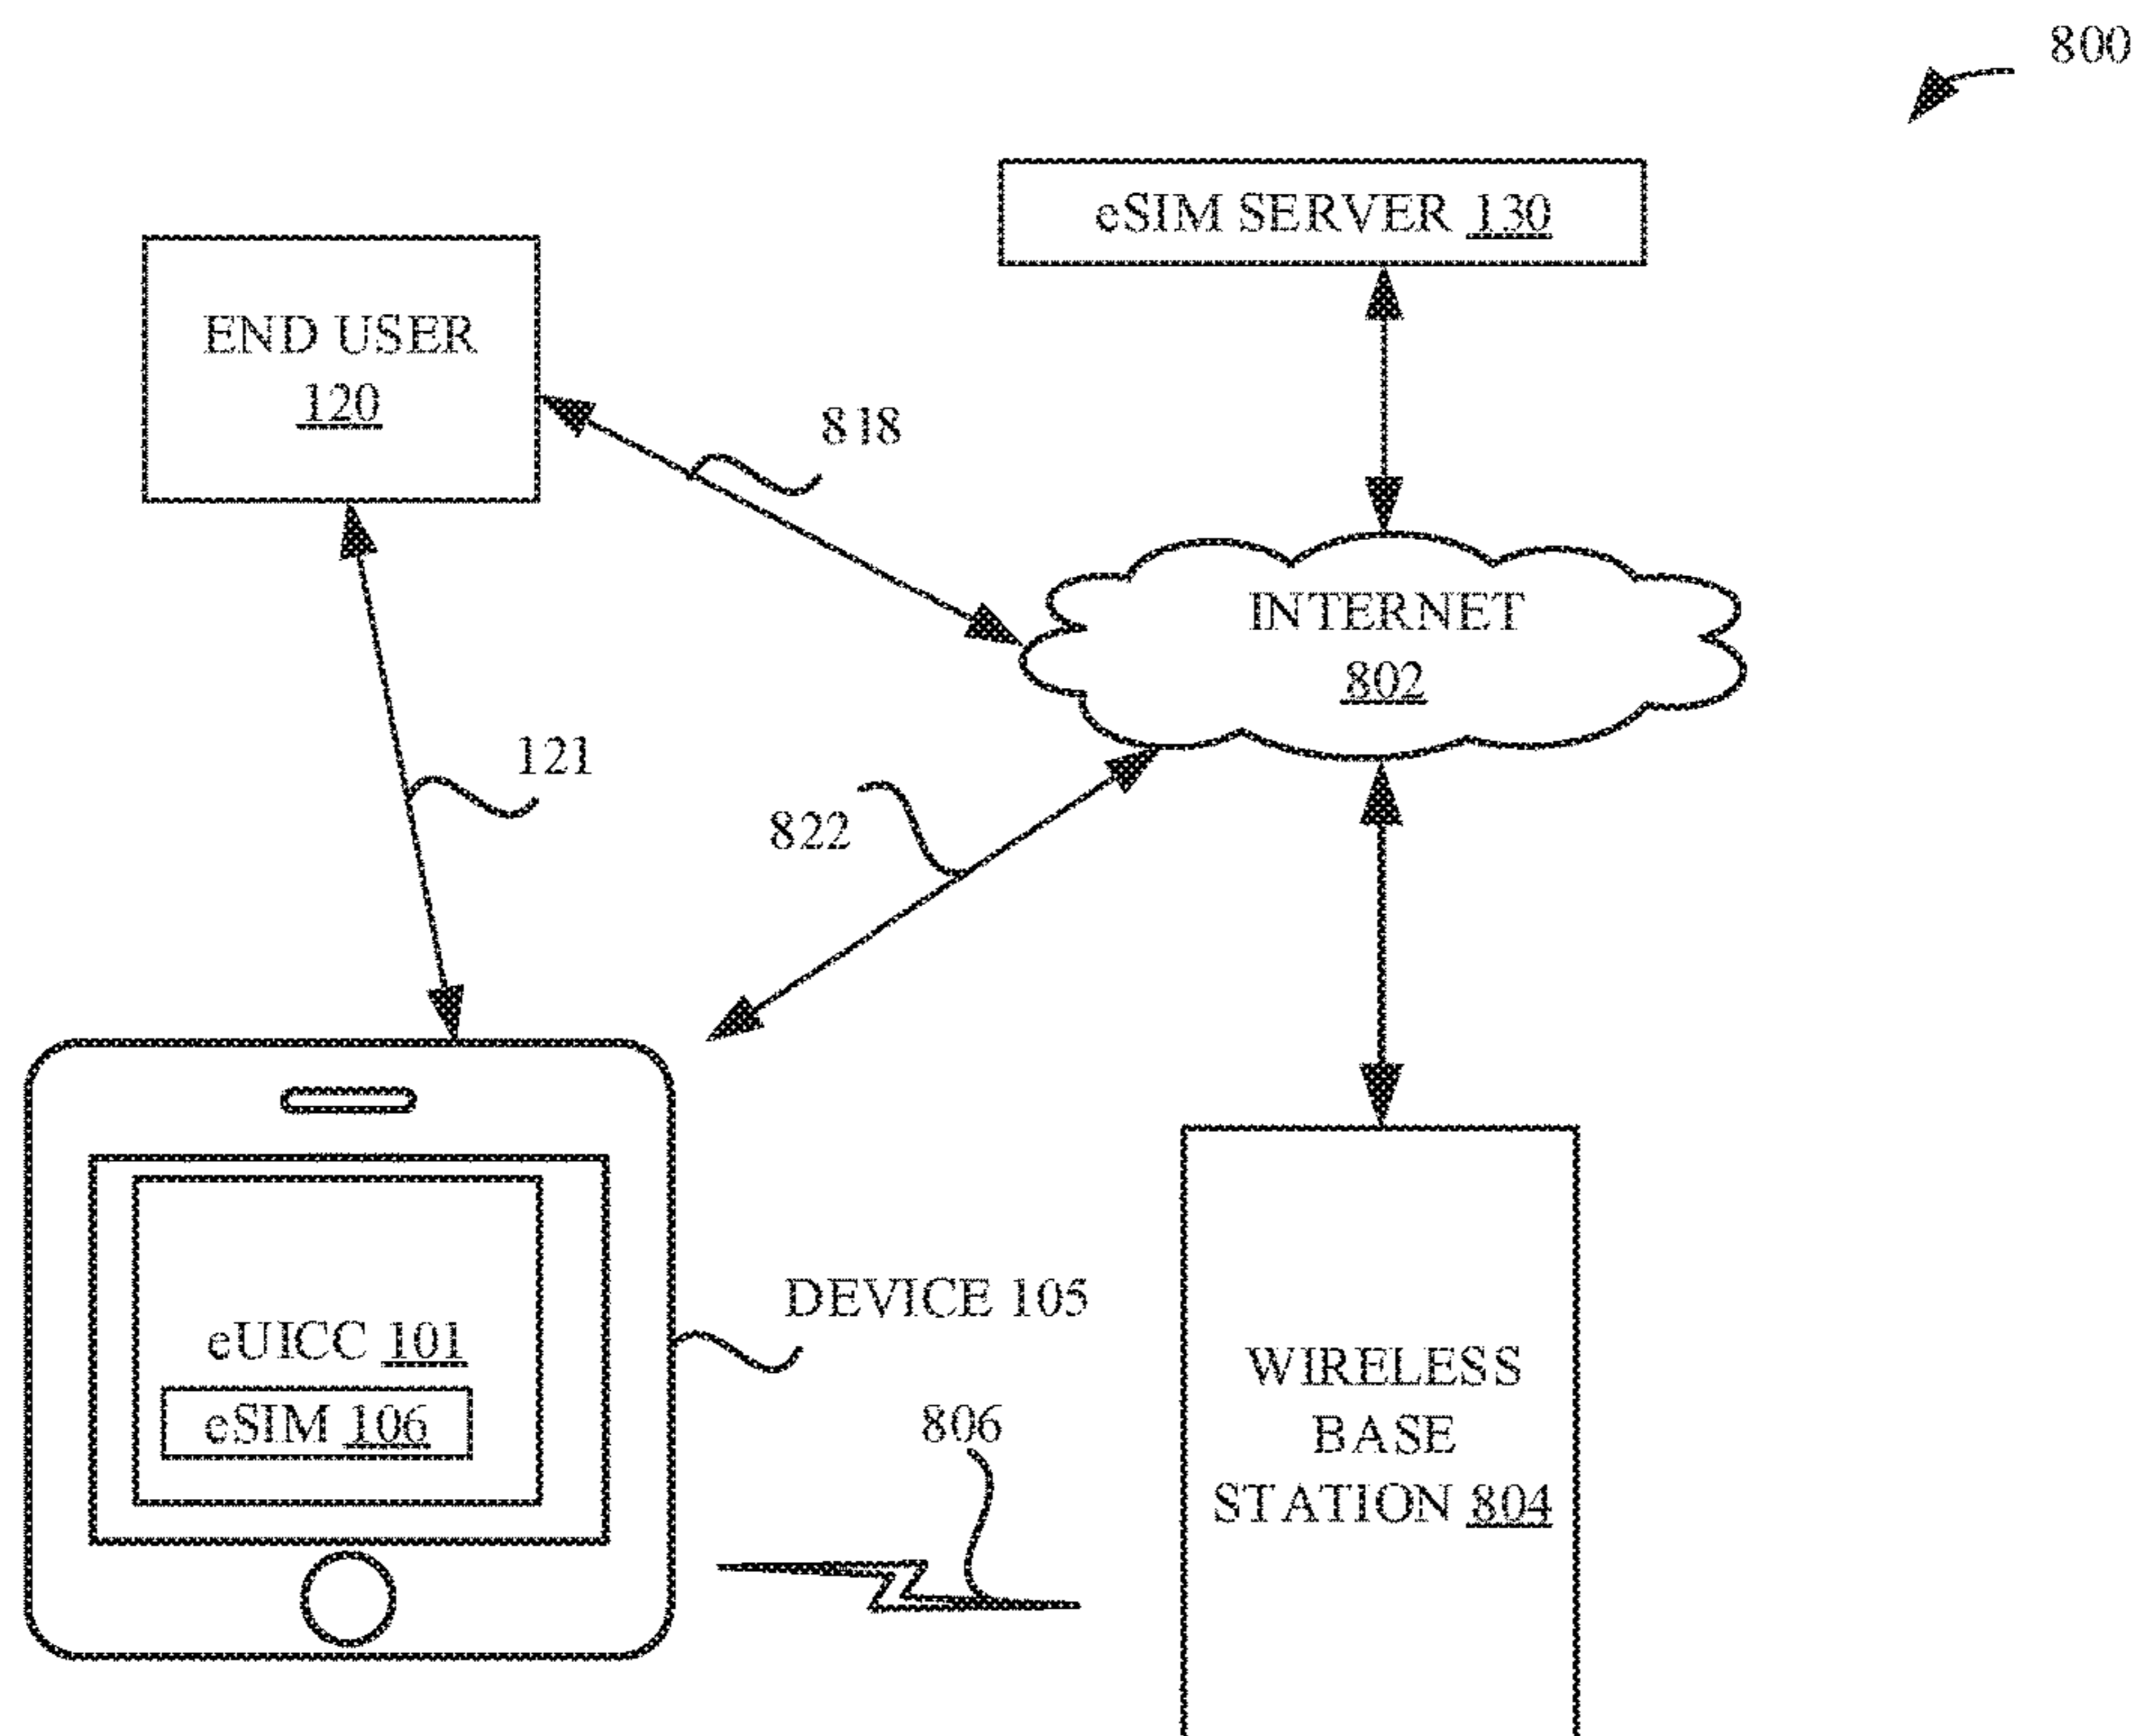 800
eSIM SERVER 130
END USER
120
818
INTERNET
802
121
822
DEVICE 105
eUICC 101
eSIM 106
806
WIRELESS
BASE
STATION 804